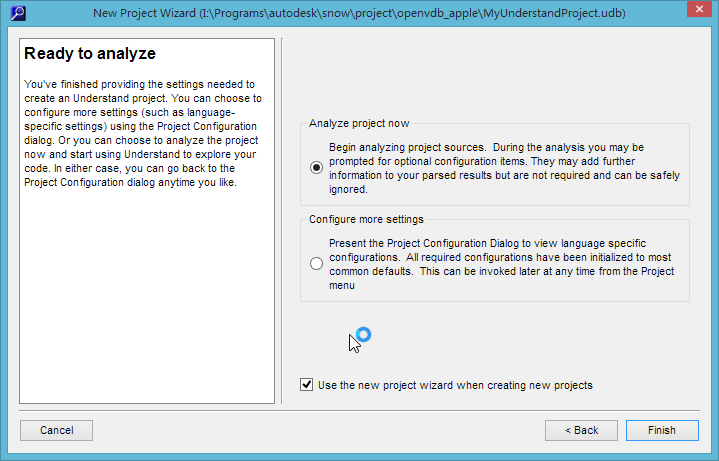 New Project Wizard (I:\Programs\autodesk\snow\project\openvdb_apple\MyUnderstandProject.udb)
Ready to analyze
You've finished providing the settings needed to
create an Understand project. You can choose to
configure more settings (such as language-
specific settings) using the Project Configuration
dialog. Or you can choose to analyze the project
now and start using Understand to explore your
code. In either case, you can go back to the
Project Configuration dialog anytime you like.
Analyze project now
Begin analyzing project sources.  During the analysis you may be
prompted for optional configuration items. They may add further
information to your parsed results but are not required and can be safely
ignored.
Configure more settings
Present the Project Configuration Dialog to view language specific
configurations.  All required configurations have been initialized to most
common defaults.  This can be invoked later at any time from the Project
menu
Use the new project wizard when creating new projects
Cancel
< Back
Finish